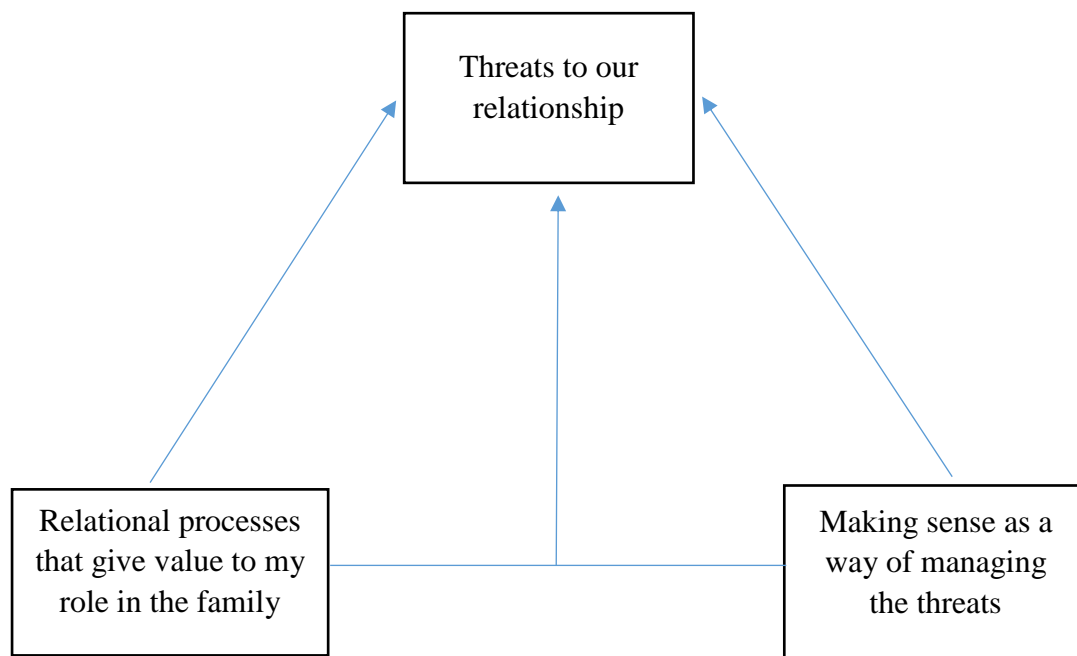 Threats to our
relationship
Relational processes
that give value to my
role in the family
Making sense as a
way of managing
the threats